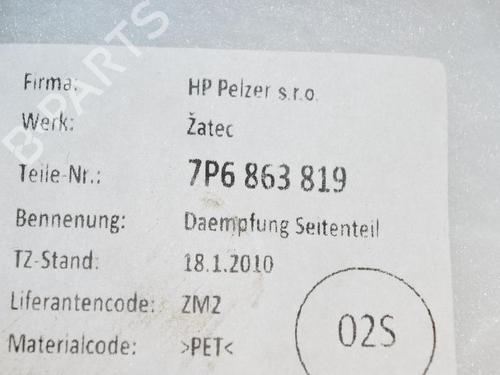 Firma: HP Pelzer s.r.o.
Werk: Žatec
Teile-Nr.: 7P6 863 819
Bennenung: Daempfung Seitenteil
TZ-Stand: 18.1.2010
Liferantencode: ZM2
Materialcode: >PET<
02S
B-PARTS